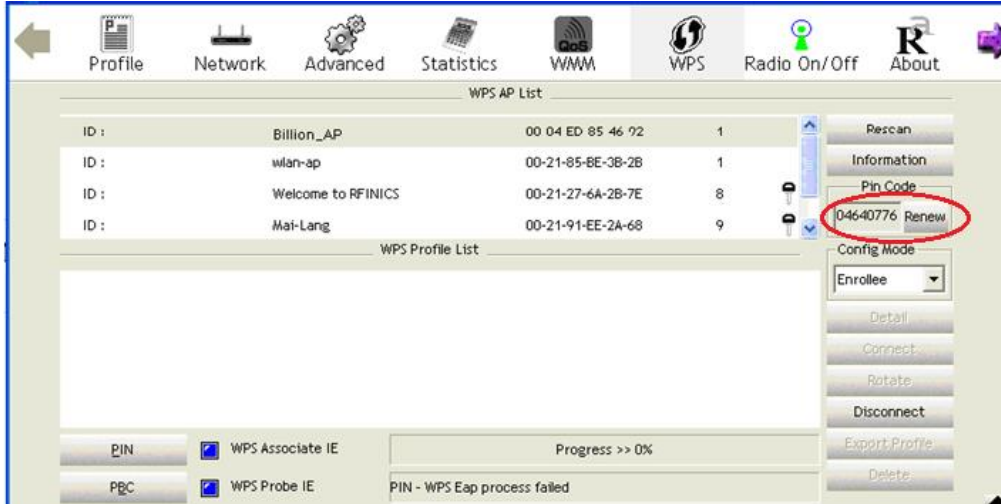 Profile Network Advanced Statistics QoS WMM WPS Radio On/Off About
WPS AP List
ID : Billion_AP 00 04 ED 85 46 92 1
ID : wlan-ap 00-21-85-BE-3B-2B 1
ID : Welcome to RFINICS 00-21-27-6A-2B-7E 8
ID : Mai-Lang 00-21-91-EE-2A-68 9
Rescan
Information
Pin Code
04640776 Renew
Config Mode
Enrollee
Detail
Connect
Rotate
Disconnect
Export Profile
Delete
WPS Profile List
PIN WPS Associate IE Progress >> 0%
PBC WPS Probe IE PIN - WPS Eap process failed